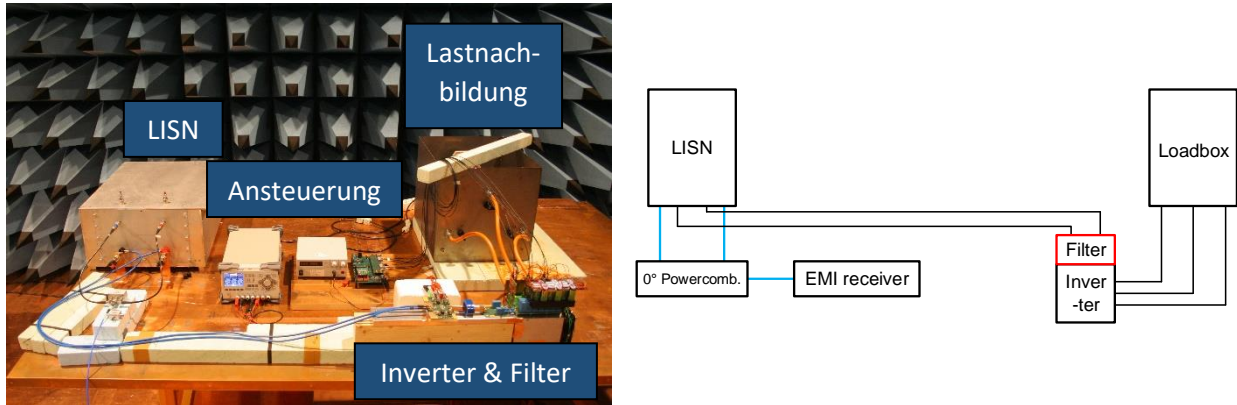 LISN
Ansteuerung
Lastnach-
bildung
Inverter & Filter
LISN
Loadbox
Filter
Inver
-ter
0° Powercomb.
EMI receiver